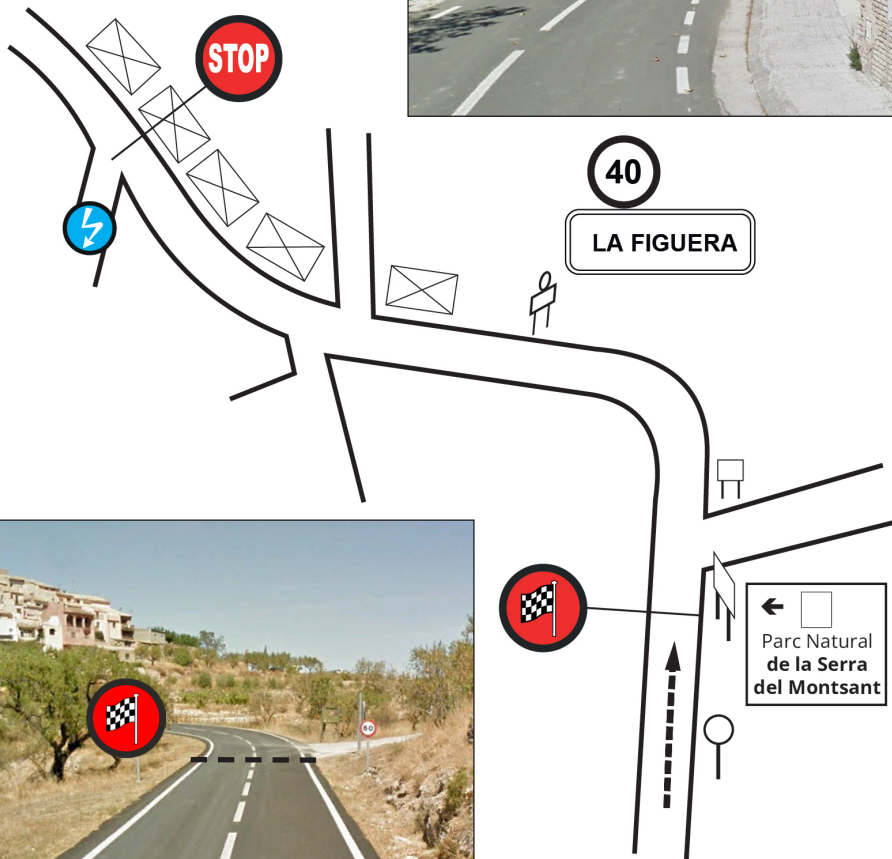 STOP
40
LA FIGUERA
Parc Natural
de la Serra
del Montsant
60